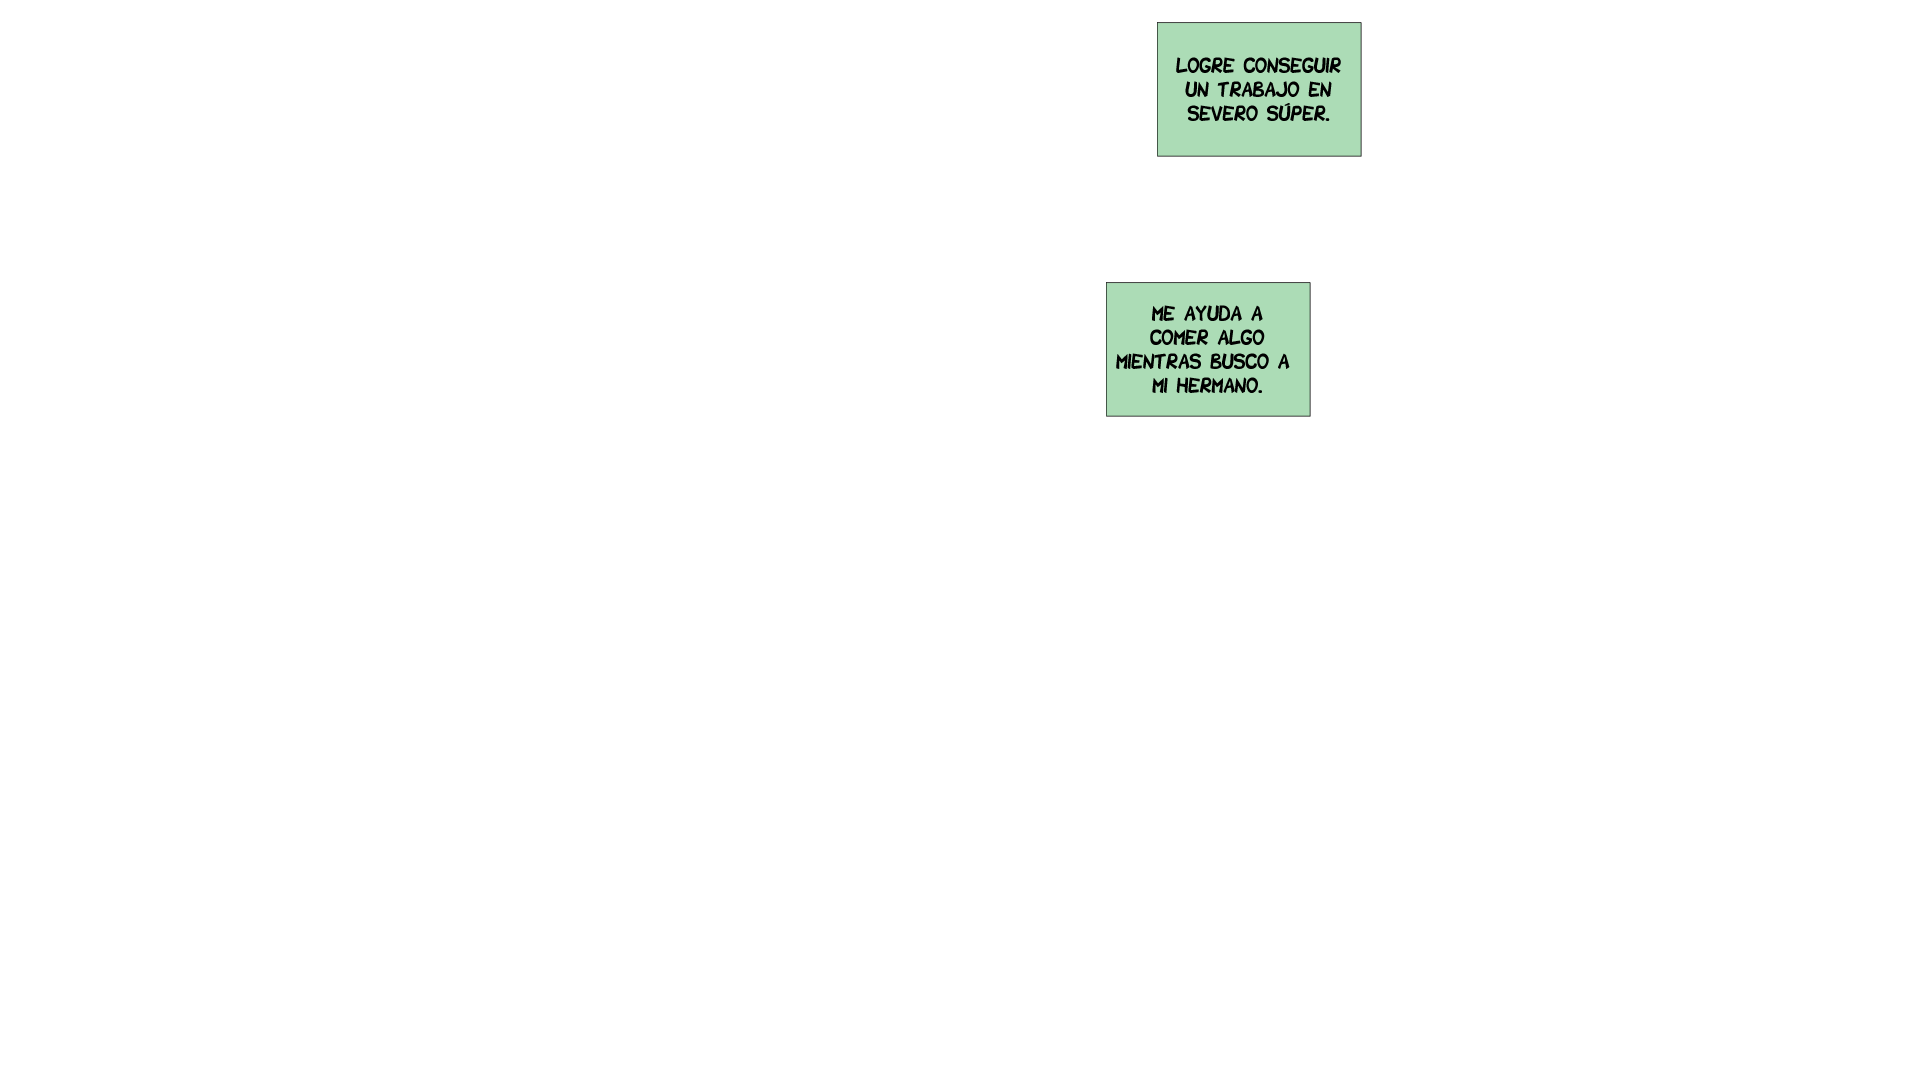 LOGRE CONSEGUIR
UN TRABAJO EN
SEVERO SÚPER.
ME AYUDA A
COMER ALGO
MIENTRAS BUSCO A
MI HERMANO.